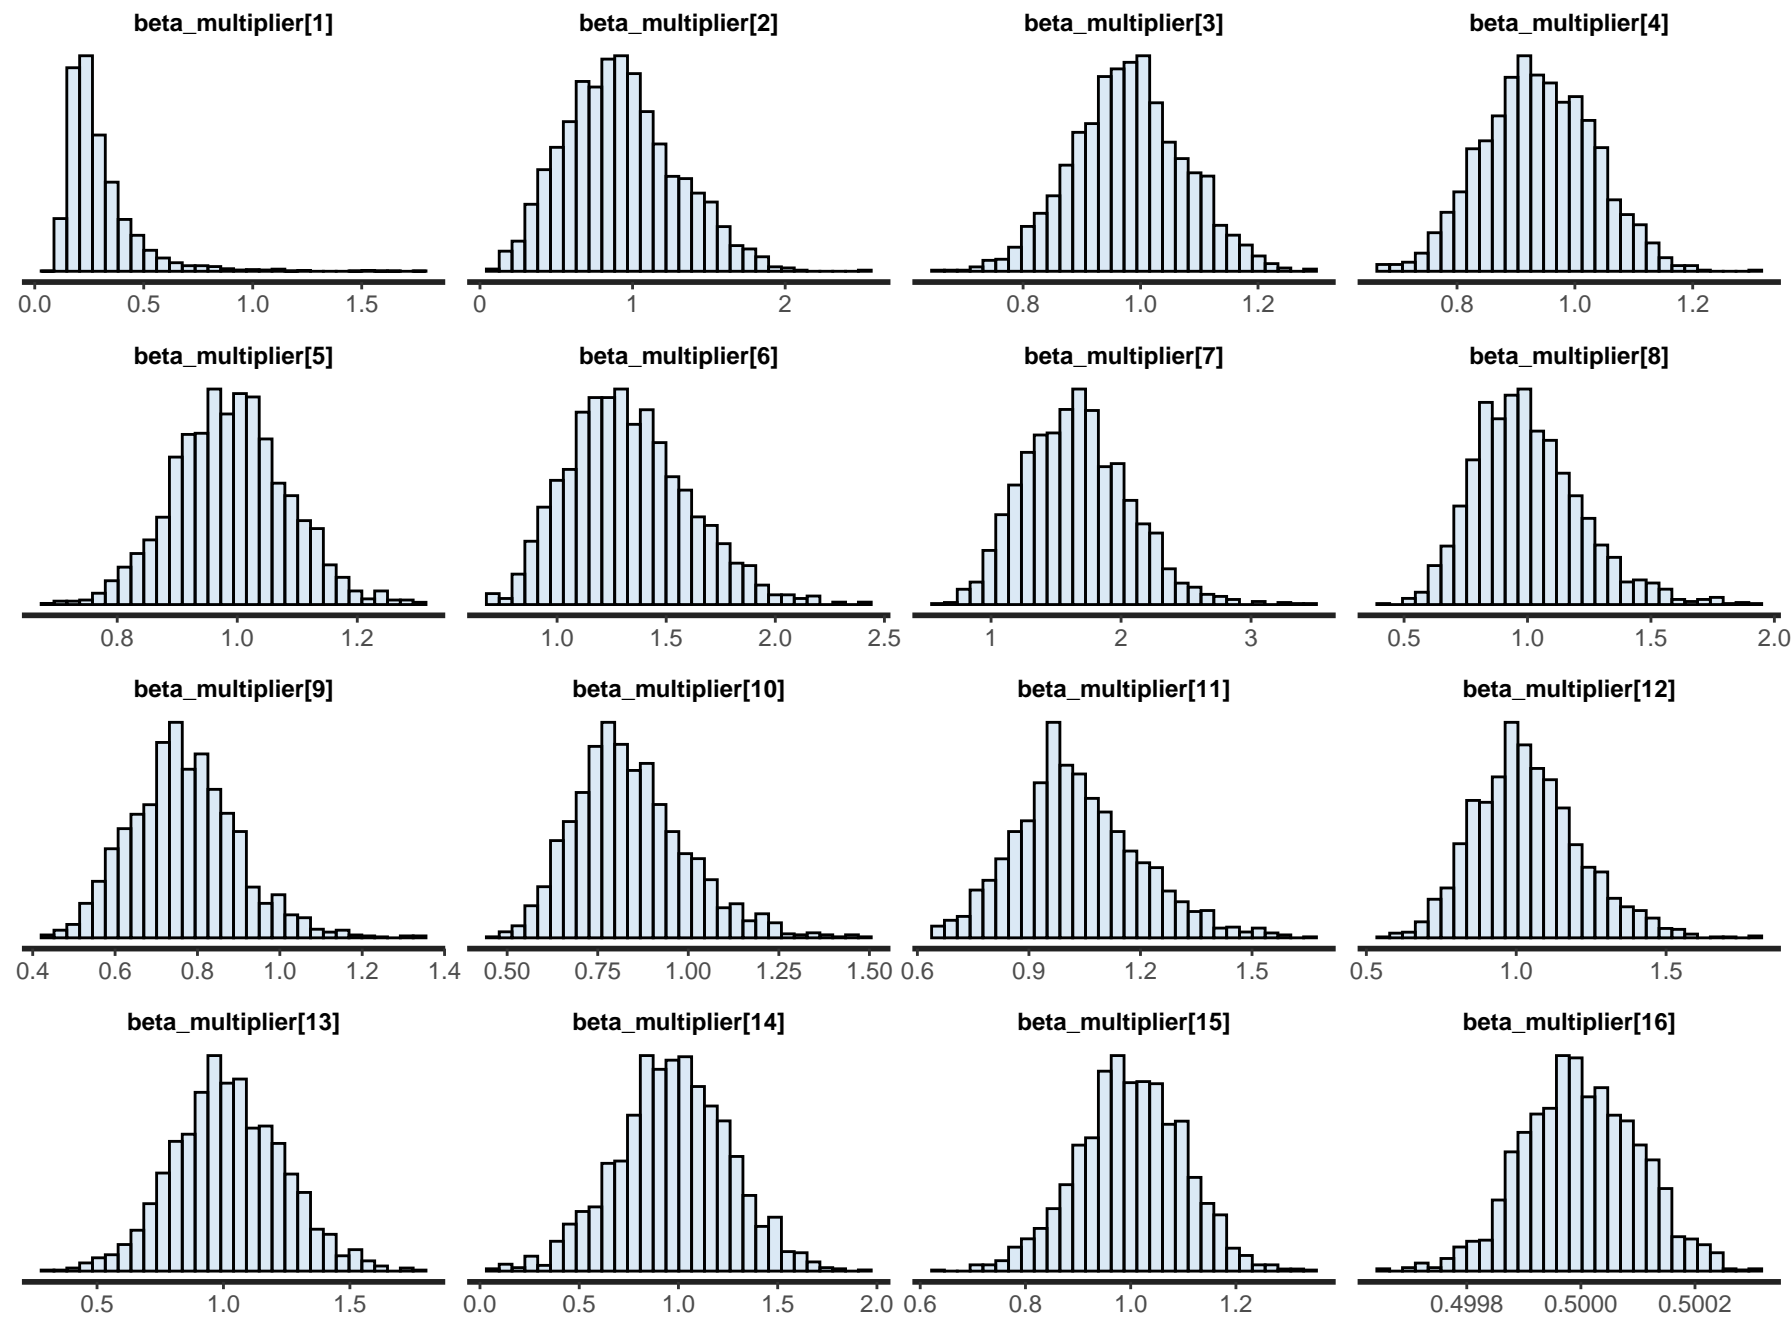 beta_multiplier[1] beta_multiplier[2] beta_multiplier[3] beta_multiplier[4]
0.0 0.5 1.0 1.5 0 1 2 0.8 1.0 1.2 0.8 1.0 1.2
beta_multiplier[5] beta_multiplier[6] beta_multiplier[7] beta_multiplier[8]
0.8 1.0 1.2 1.0 1.5 2.0 2.5 1 2 3 0.5 1.0 1.5 2.0
beta_multiplier[9] beta_multiplier[10] beta_multiplier[11] beta_multiplier[12]
0.4 0.6 0.8 1.0 1.2 1.4 0.50 0.75 1.00 1.25 1.50 0.6 0.9 1.2 1.5 0.5 1.0 1.5
beta_multiplier[13] beta_multiplier[14] beta_multiplier[15] beta_multiplier[16]
0.5 1.0 1.5 0.0 0.5 1.0 1.5 2.0 0.6 0.8 1.0 1.2 0.4998 0.5000 0.5002